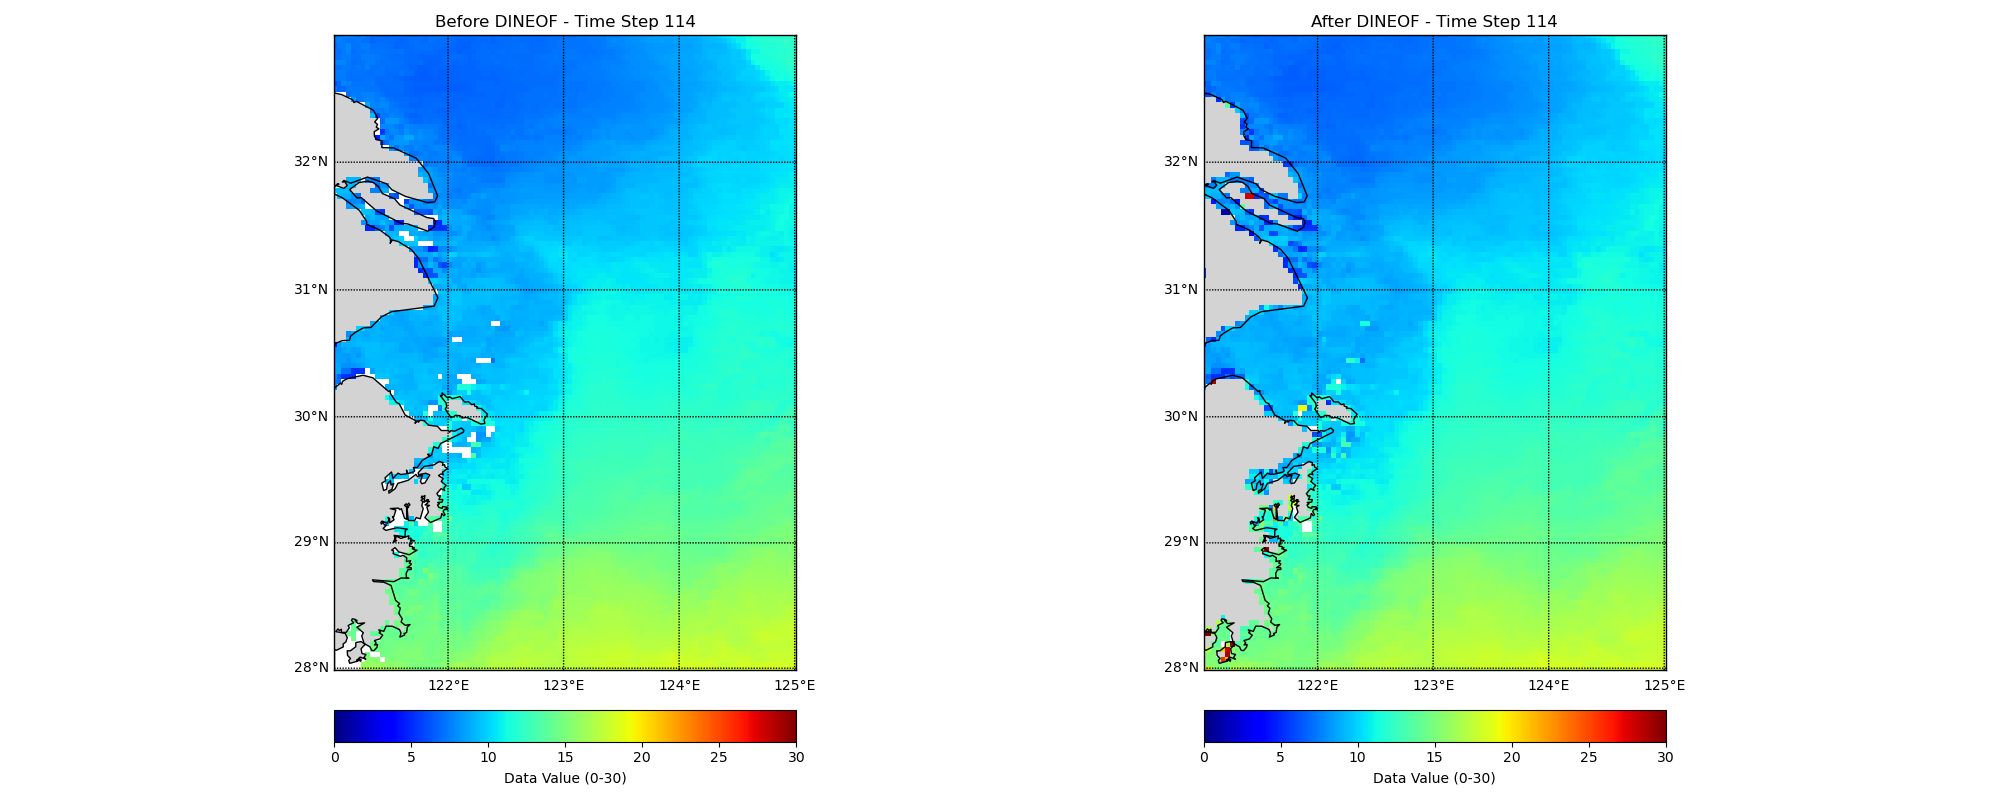 Before DINEOF - Time Step 114
After DINEOF - Time Step 114
32°N
31°N
30°N
29°N
28°N
122°E 123°E 124°E 125°E
0 5 10 15 20 25 30
Data Value (0-30)
32°N
31°N
30°N
29°N
28°N
122°E 123°E 124°E 125°E
0 5 10 15 20 25 30
Data Value (0-30)